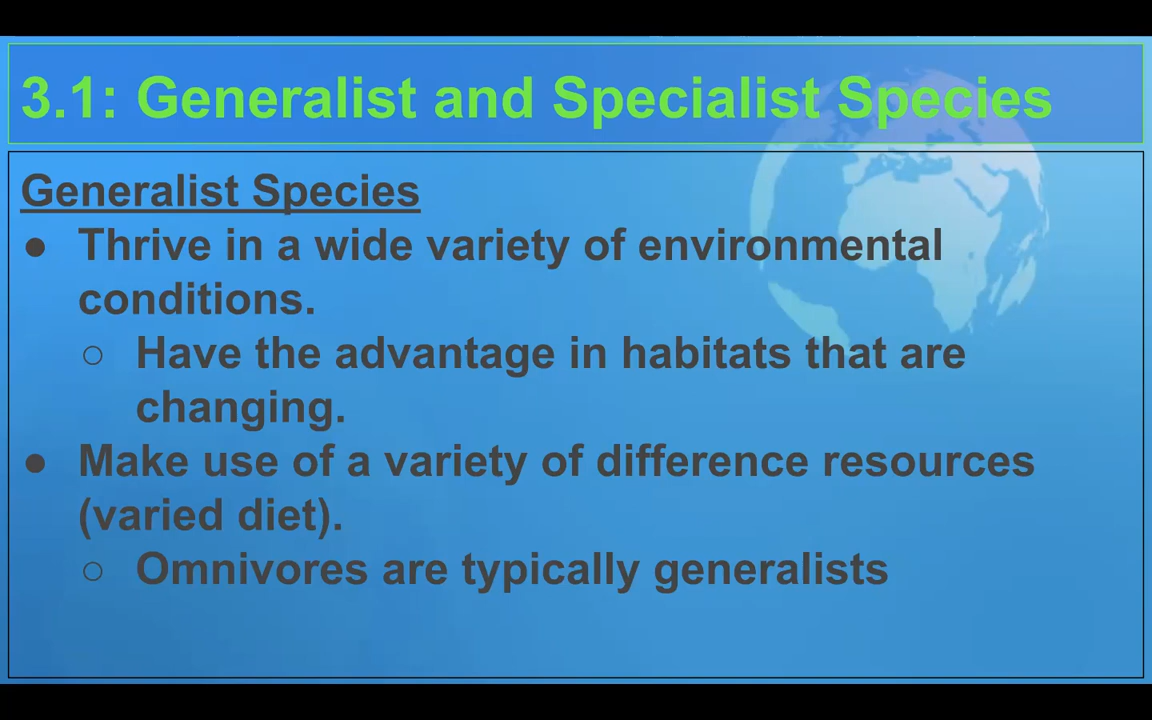 3.1: Generalist and Specialist Species
Generalist Species
● Thrive in a wide variety of environmental
conditions.
○ Have the advantage in habitats that are
changing.
● Make use of a variety of difference resources
(varied diet).
○ Omnivores are typically generalists